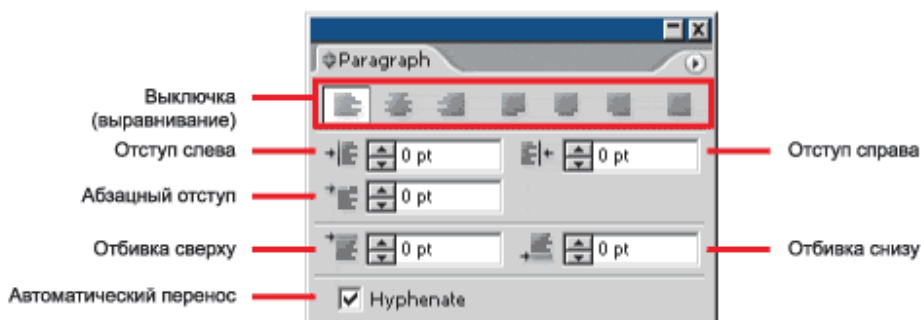 Paragraph
Выключка
(выравнивание)
Отступ слева
0 pt
0 pt
Отступ справа
Абзацный отступ
0 pt
Отбивка сверху
0 pt
0 pt
Отбивка снизу
Автоматический перенос
Hyphenate